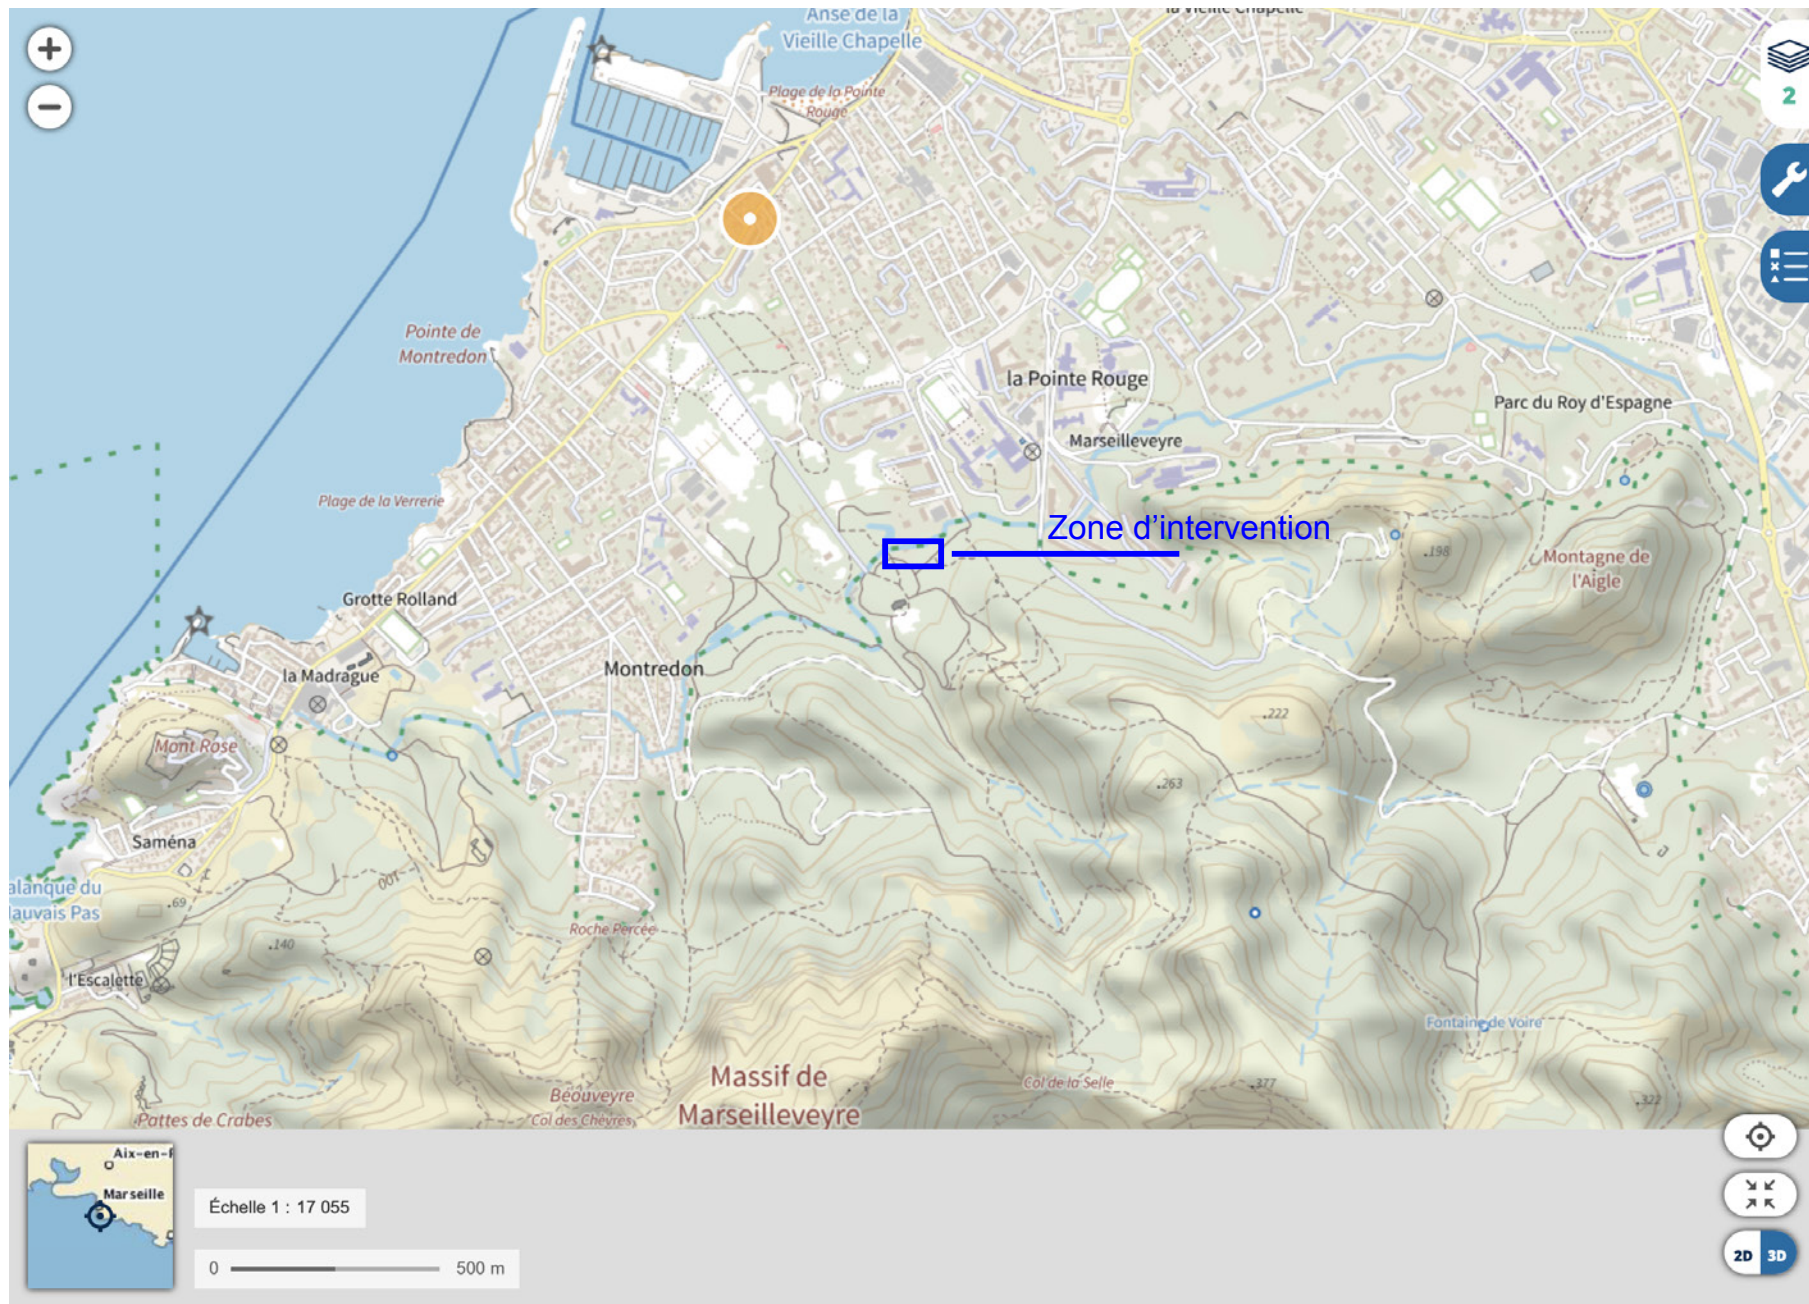 la Vieille Chapelle
Anse de la
Vieille Chapelle
2
Plage de la Pointe
Rouge
Pointe de
Montredon
la Pointe Rouge
Parc du Roy d'Espagne
Marseilleveyre
Plage de la Verrerie
Zone d'intervention
198
Montagne de
l'Aigle
Grotte Rolland
Montredon
la Madrague
222
Mont Rose
263
Saména
100
alanque du
auvais Pas
69
Roche Percée
140
l'Escalette
Fontaine de Voire
Massif de
Marseilleveyre
Col de la Selle
377
322
Béouveyre
Col des Chèvres
Pattes de Crabes
Aix-en-P
Marseille
Échelle 1 : 17 055
0 500 m
2D 3D